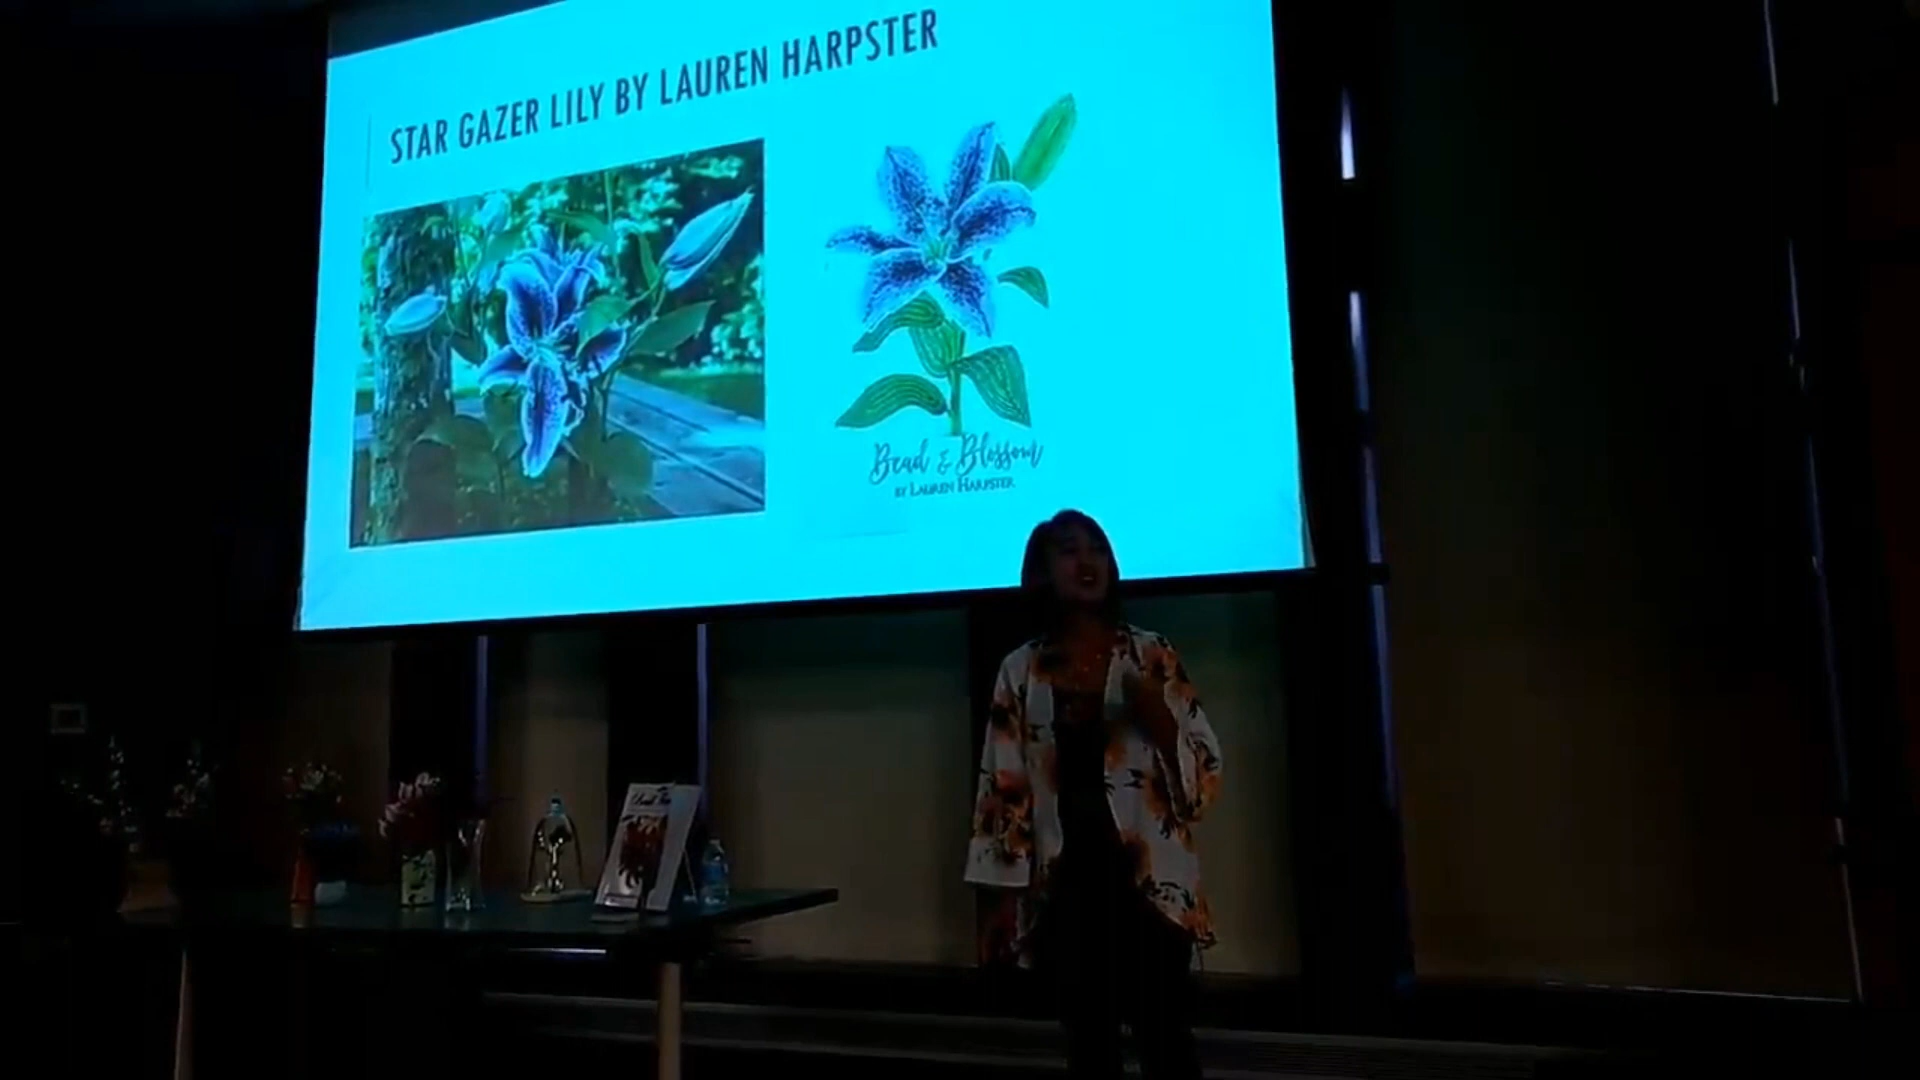 STAR GAZER LILY BY LAUREN HARPSTER
Bead & Blossom
BY LAUREN HARPSTER